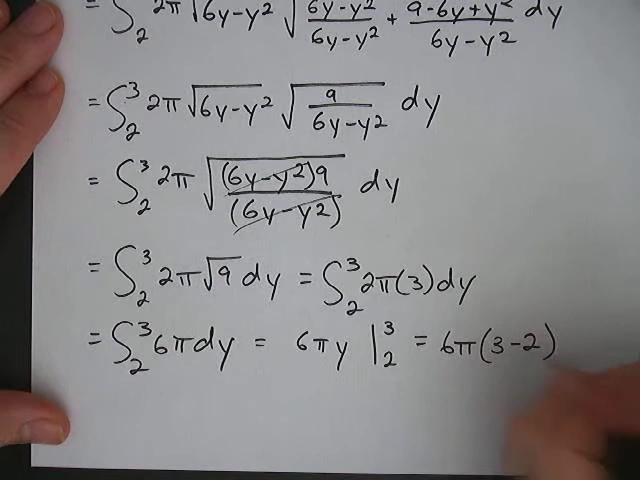 = ∫₂ 2π √6y-y² √(6y-y²/6y-y² + 9-6y+y²/6y-y²) dy
= ∫₂³ 2π √6y-y² √(9/6y-y²) dy
= ∫₂³ 2π √((6y-y²)9/(6y-y²)) dy
= ∫₂³ 2π √9 dy = ∫₂³ 2π(3)dy
= ∫₂³ 6π dy = 6πy |₂³ = 6π(3-2)